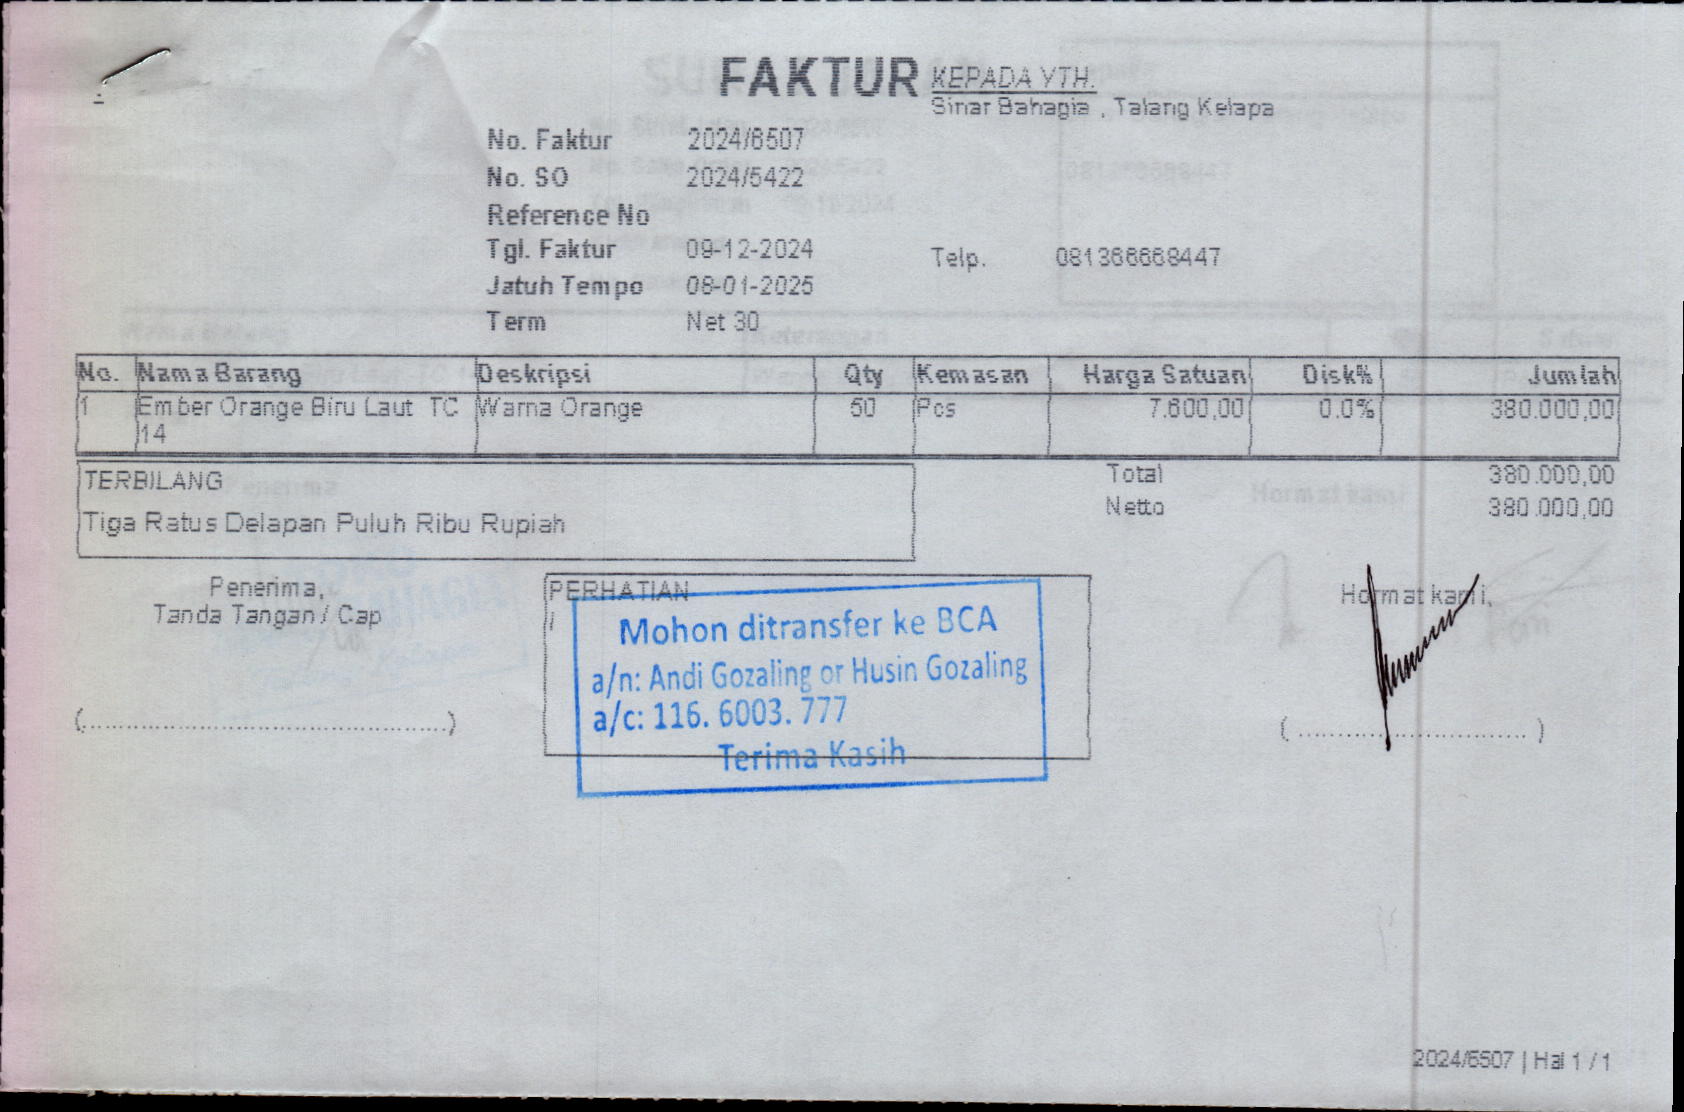 FAKTUR
KEPADA YTH.
Sinar Bahagia , Talang Kelapa
No. Faktur 2024/6507
No. SO 2024/5422
Reference No
Tgl. Faktur 09-12-2024
Telp. 081366668447
Jatuh Tempo 08-01-2025
Term Net 30
No. Nama Barang Deskripsi Qty Kemasan Harga Satuan Disk% Jumlah
1 Ember Orange Biru Laut TC Warna Orange 50 Pcs 7.600,00 0.0% 380.000,00
14
TERBILANG
Tiga Ratus Delapan Puluh Ribu Rupiah
Total 380.000,00
Netto 380.000,00
Penerima,
Tanda Tangan / Cap
(................................................)
PERHATIAN
Mohon ditransfer ke BCA
a/n: Andi Gozaling or Husin Gozaling
a/c: 116. 6003. 777
Terima Kasih
Hormat kami,
(..............................)
2024/6507 | Hal 1 / 1